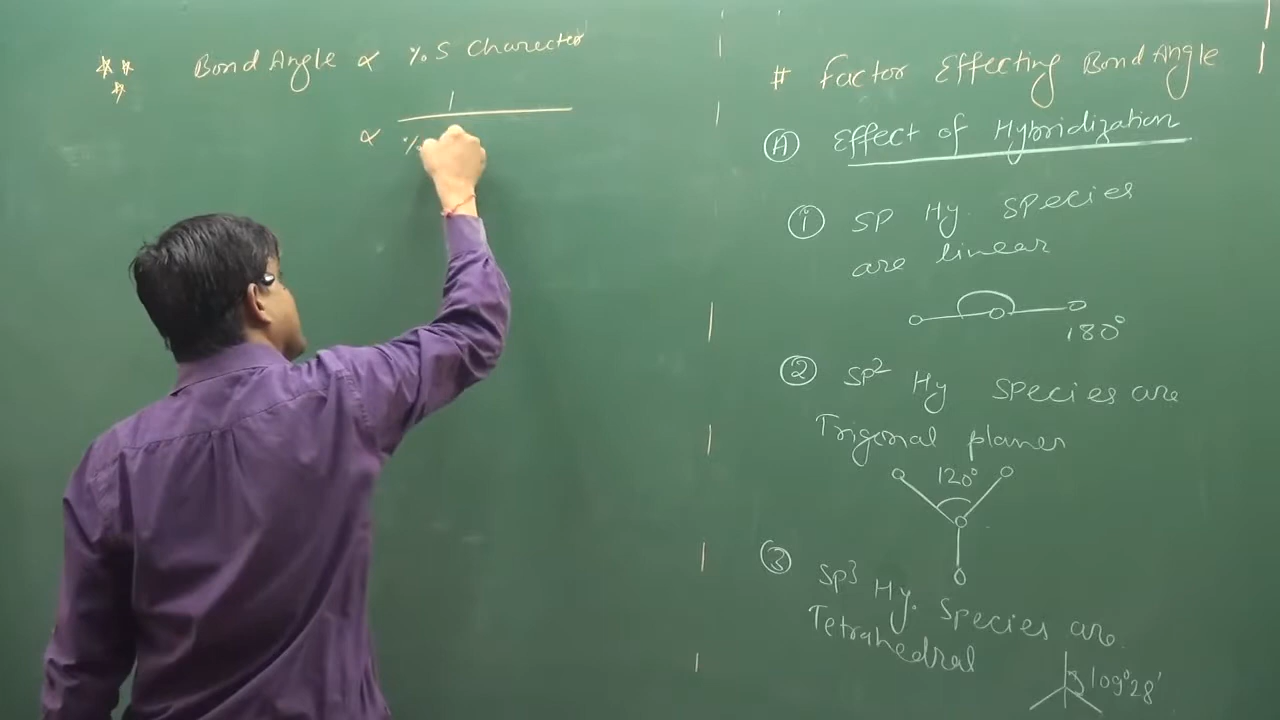 Bond Angle ∝ % S Charecter
∝ 1
%
# Factor Effecting Bond Angle
Ⓐ Effect of Hybridization
① SP Hy. Species
are linear
180°
② SP² Hy Species are
Trigonal planer
120°
③ SP³ Hy. Species are
Tetrahedral
109°28'